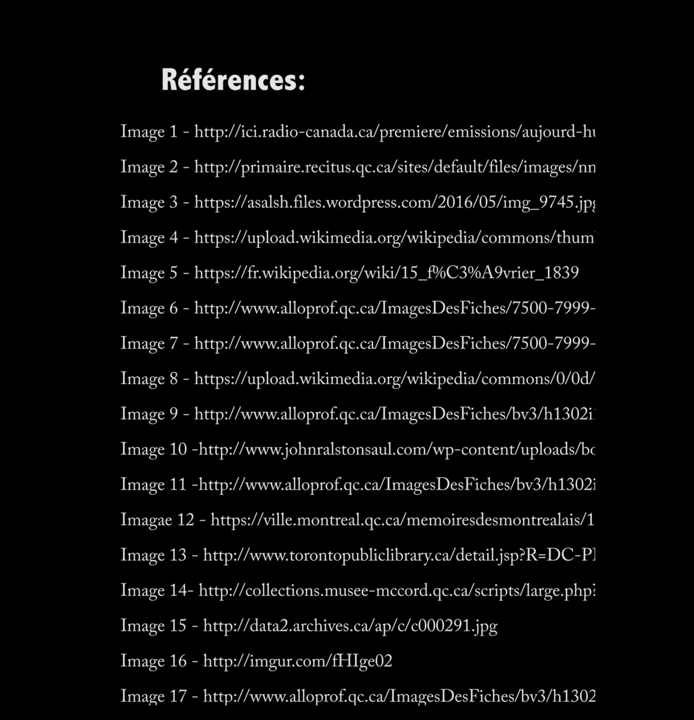 Références:
Image 1 - http://ici.radio-canada.ca/premiere/emissions/aujourd-hu
Image 2 - http://primaire.recitus.qc.ca/sites/default/files/images/nn
Image 3 - https://asalsh.files.wordpress.com/2016/05/img_9745.jpg
Image 4 - https://upload.wikimedia.org/wikipedia/commons/thum
Image 5 - https://fr.wikipedia.org/wiki/15_f%C3%A9vrier_1839
Image 6 - http://www.alloprof.qc.ca/ImagesDesFiches/7500-7999-
Image 7 - http://www.alloprof.qc.ca/ImagesDesFiches/7500-7999-
Image 8 - https://upload.wikimedia.org/wikipedia/commons/0/0d/
Image 9 - http://www.alloprof.qc.ca/ImagesDesFiches/bv3/h1302i
Image 10 -http://www.johnralstonsaul.com/wp-content/uploads/bo
Image 11 -http://www.alloprof.qc.ca/ImagesDesFiches/bv3/h1302i
Imagae 12 - https://ville.montreal.qc.ca/memoiresdesmontrealais/1
Image 13 - http://www.torontopubliclibrary.ca/detail.jsp?R=DC-PI
Image 14- http://collections.musee-mccord.qc.ca/scripts/large.php?
Image 15 - http://data2.archives.ca/ap/c/c000291.jpg
Image 16 - http://imgur.com/fHIge02
Image 17 - http://www.alloprof.qc.ca/ImagesDesFiches/bv3/h1302